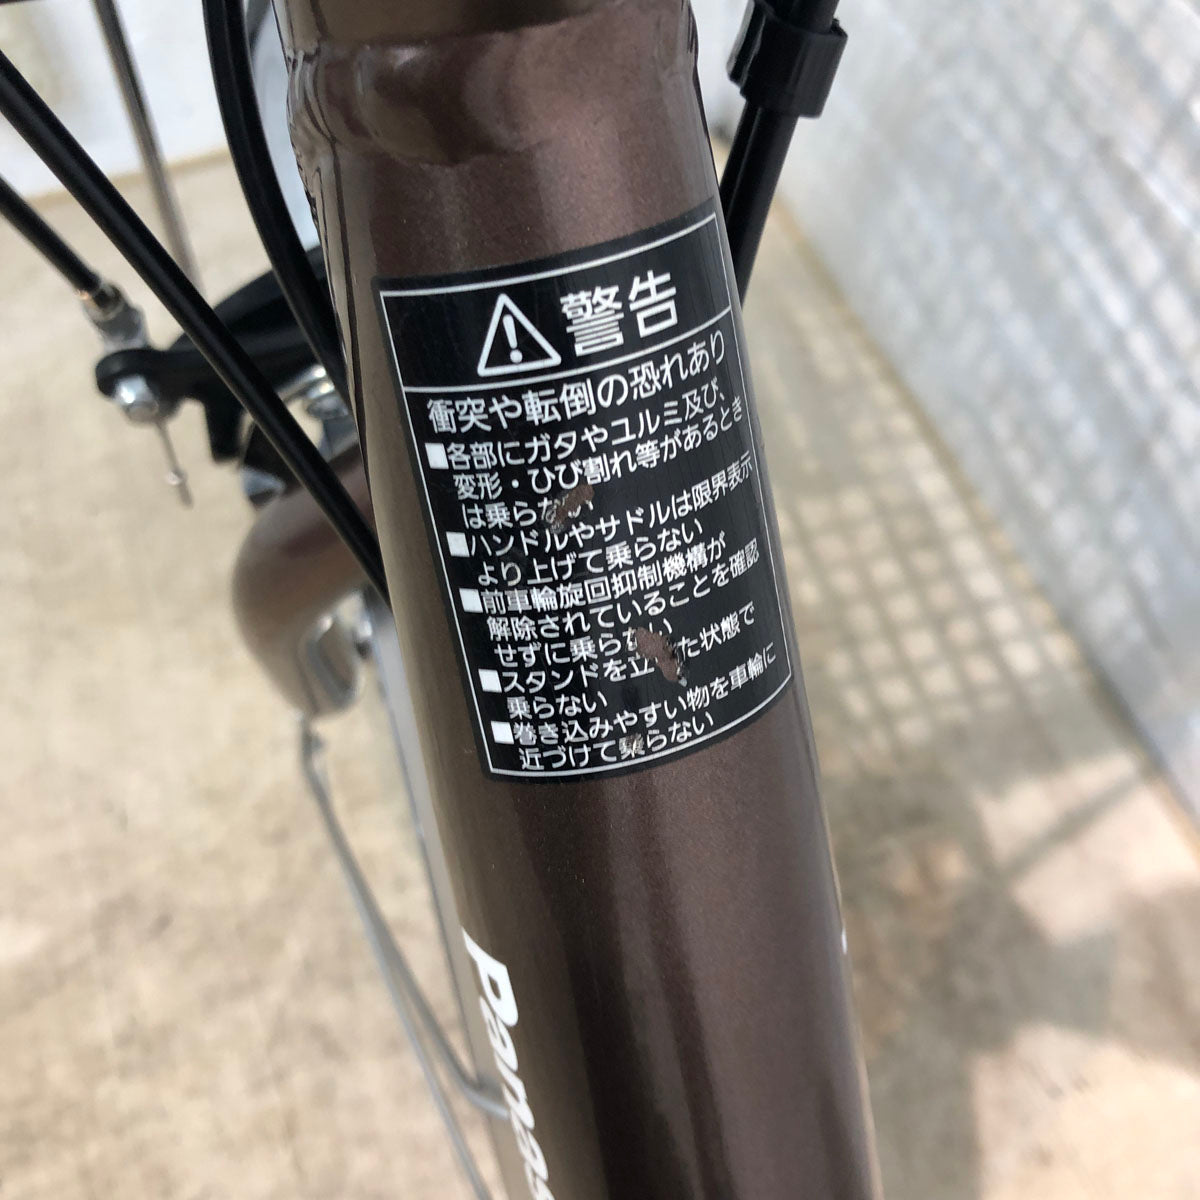 警告
衝突や転倒の恐れあり
■各部にガタやユルミ及び、
変形・ひび割れ等があるとき
は乗らない
■ハンドルやサドルは限界表示
より上げて乗らない
■前車輪旋回抑制機構が
解除されていることを確認
せずに乗らない
■スタンドを立てた状態で
乗らない
■巻き込みやすい物を車輪に
近づけて乗らない
Panas